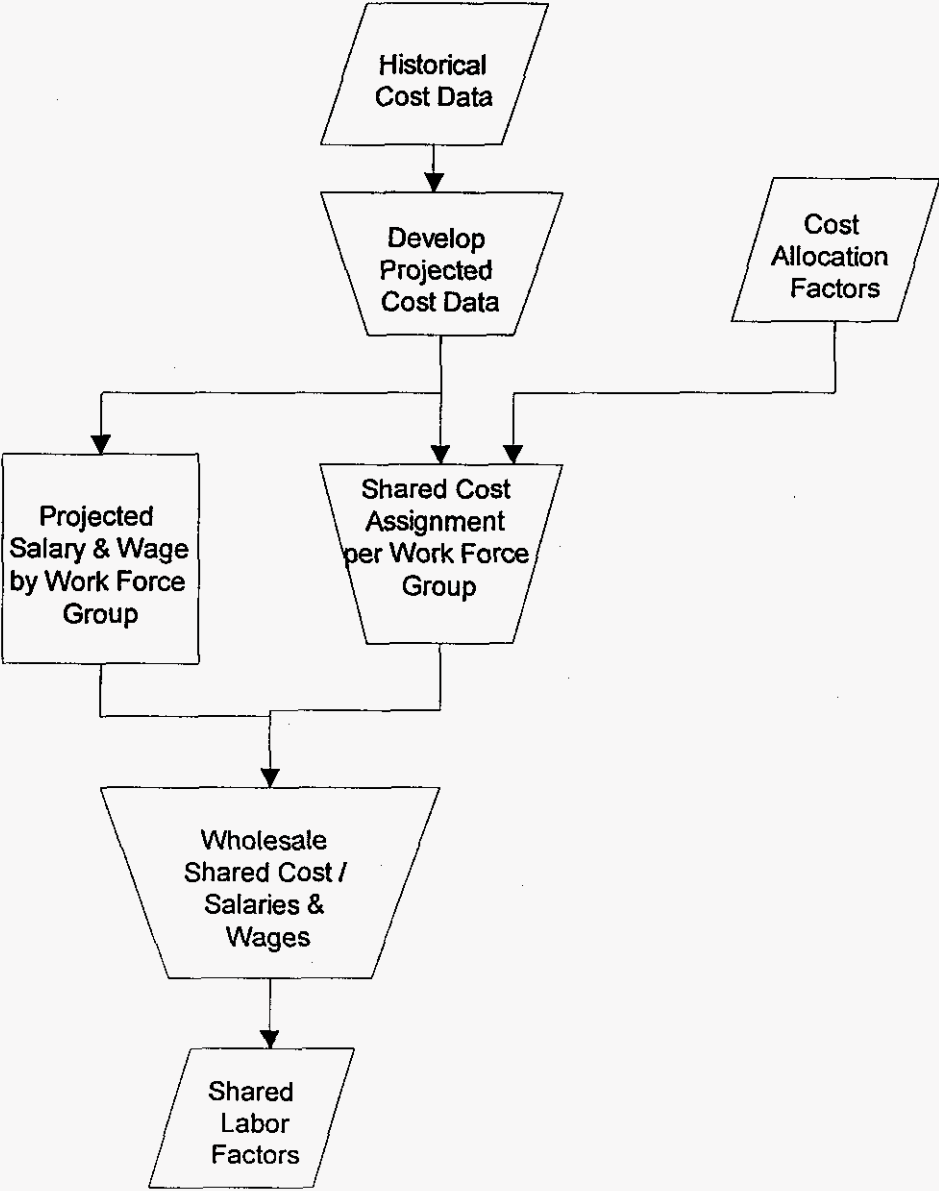 Historical
Cost Data
Develop
Projected
Cost Data
Cost
Allocation
Factors
Projected
Salary & Wage
by Work Force
Group
Shared Cost
Assignment
per Work Force
Group
Wholesale
Shared Cost /
Salaries &
Wages
Shared
Labor
Factors